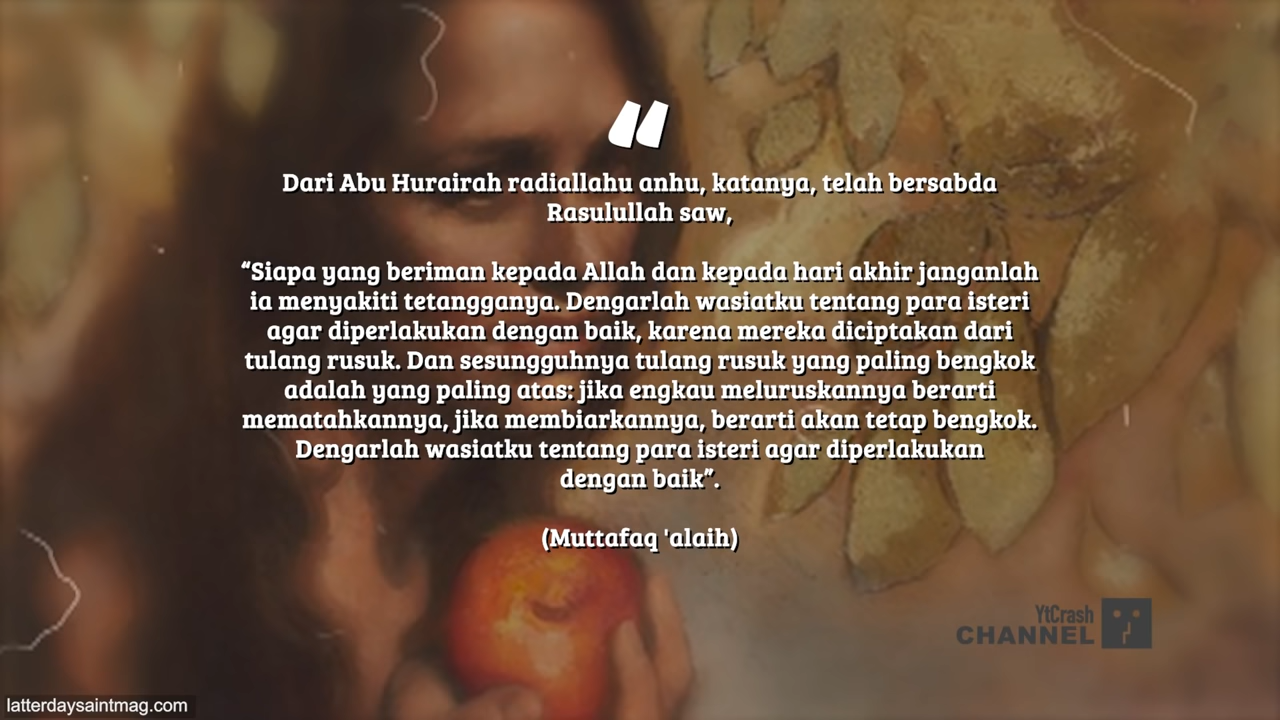 “
Dari Abu Hurairah radiallahu anhu, katanya, telah bersabda
Rasulullah saw,
“Siapa yang beriman kepada Allah dan kepada hari akhir janganlah
ia menyakiti tetangganya. Dengarlah wasiatku tentang para isteri
agar diperlakukan dengan baik, karena mereka diciptakan dari
tulang rusuk. Dan sesungguhnya tulang rusuk yang paling bengkok
adalah yang paling atas: jika engkau meluruskannya berarti
mematahkannya, jika membiarkannya, berarti akan tetap bengkok.
Dengarlah wasiatku tentang para isteri agar diperlakukan
dengan baik”.
(Muttafaq 'alaih)
YtCrash
CHANNEL
latterdaysaintmag.com